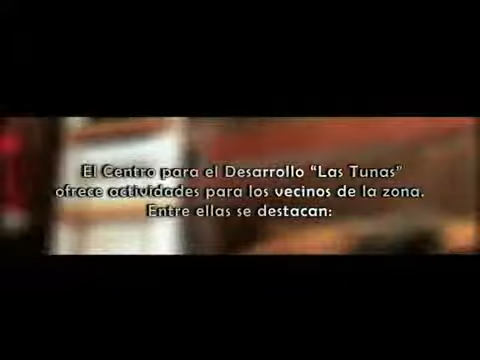 El Centro para el Desarrollo “Las Tunas”
ofrece actividades para los vecinos de la zona.
Entre ellas se destacan: